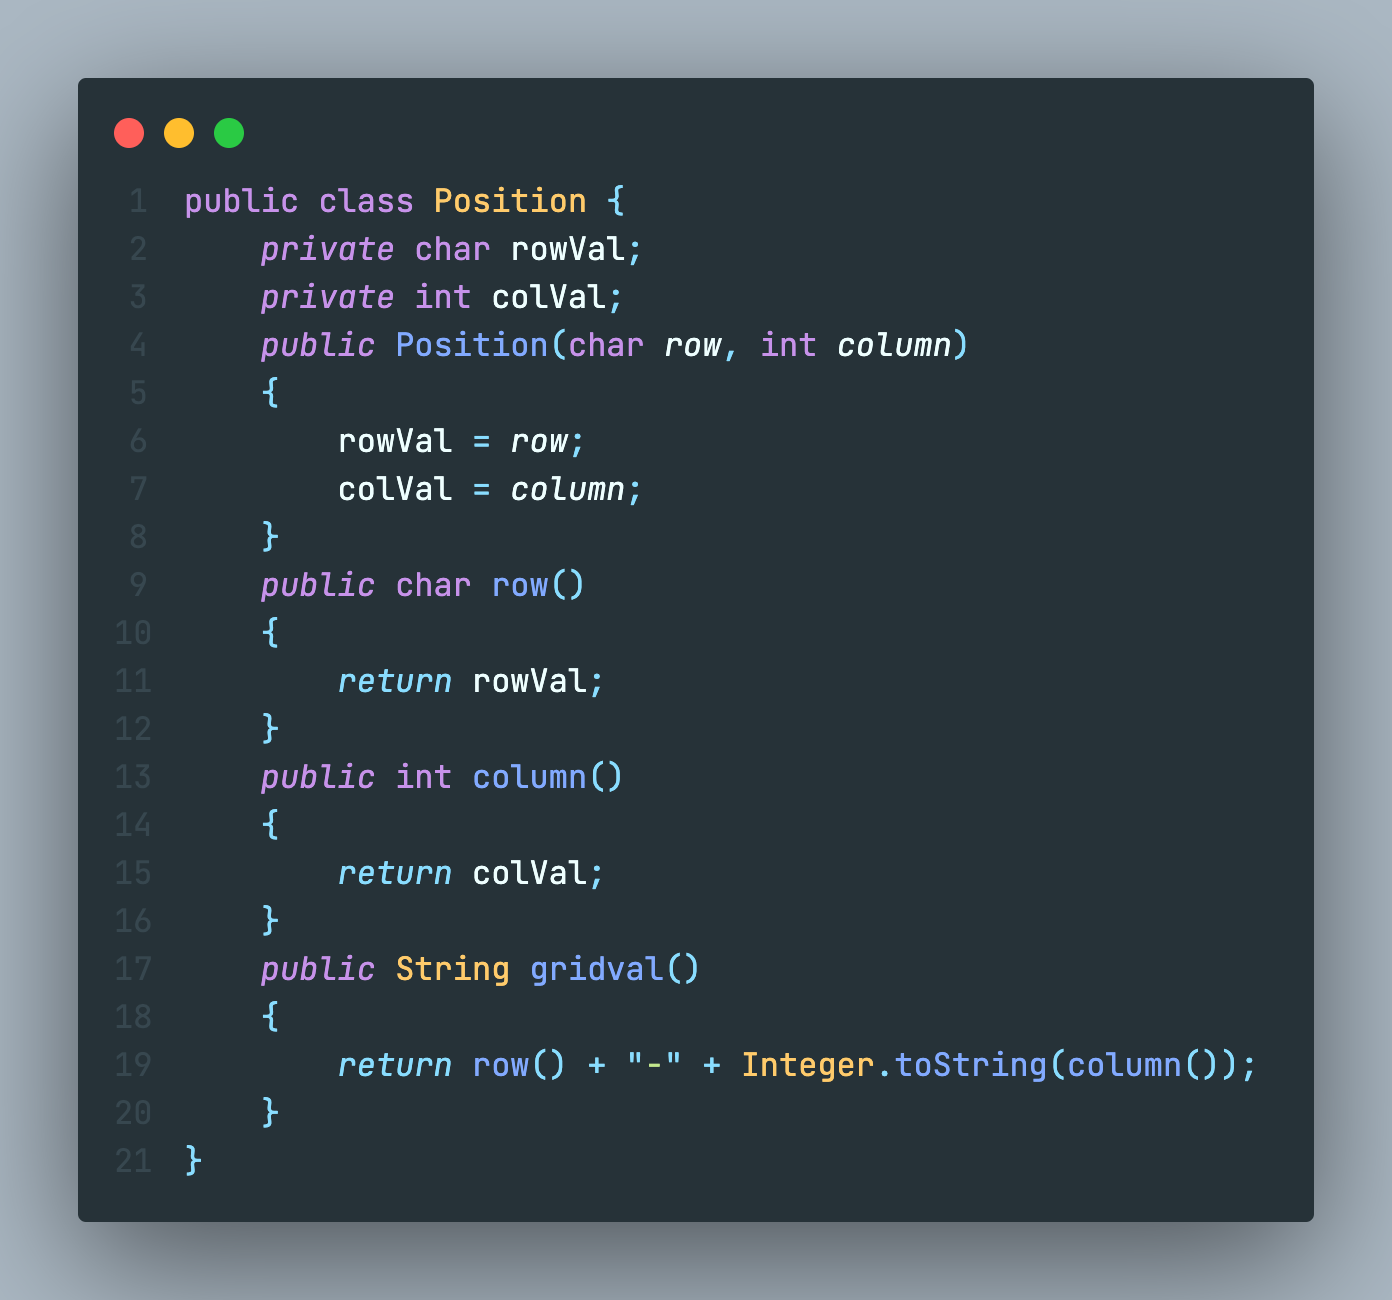 1 public class Position {
2     private char rowVal;
3     private int colVal;
4     public Position(char row, int column)
5     {
6         rowVal = row;
7         colVal = column;
8     }
9     public char row()
10     {
11         return rowVal;
12     }
13     public int column()
14     {
15         return colVal;
16     }
17     public String gridval()
18     {
19         return row() + "-" + Integer.toString(column());
20     }
21 }